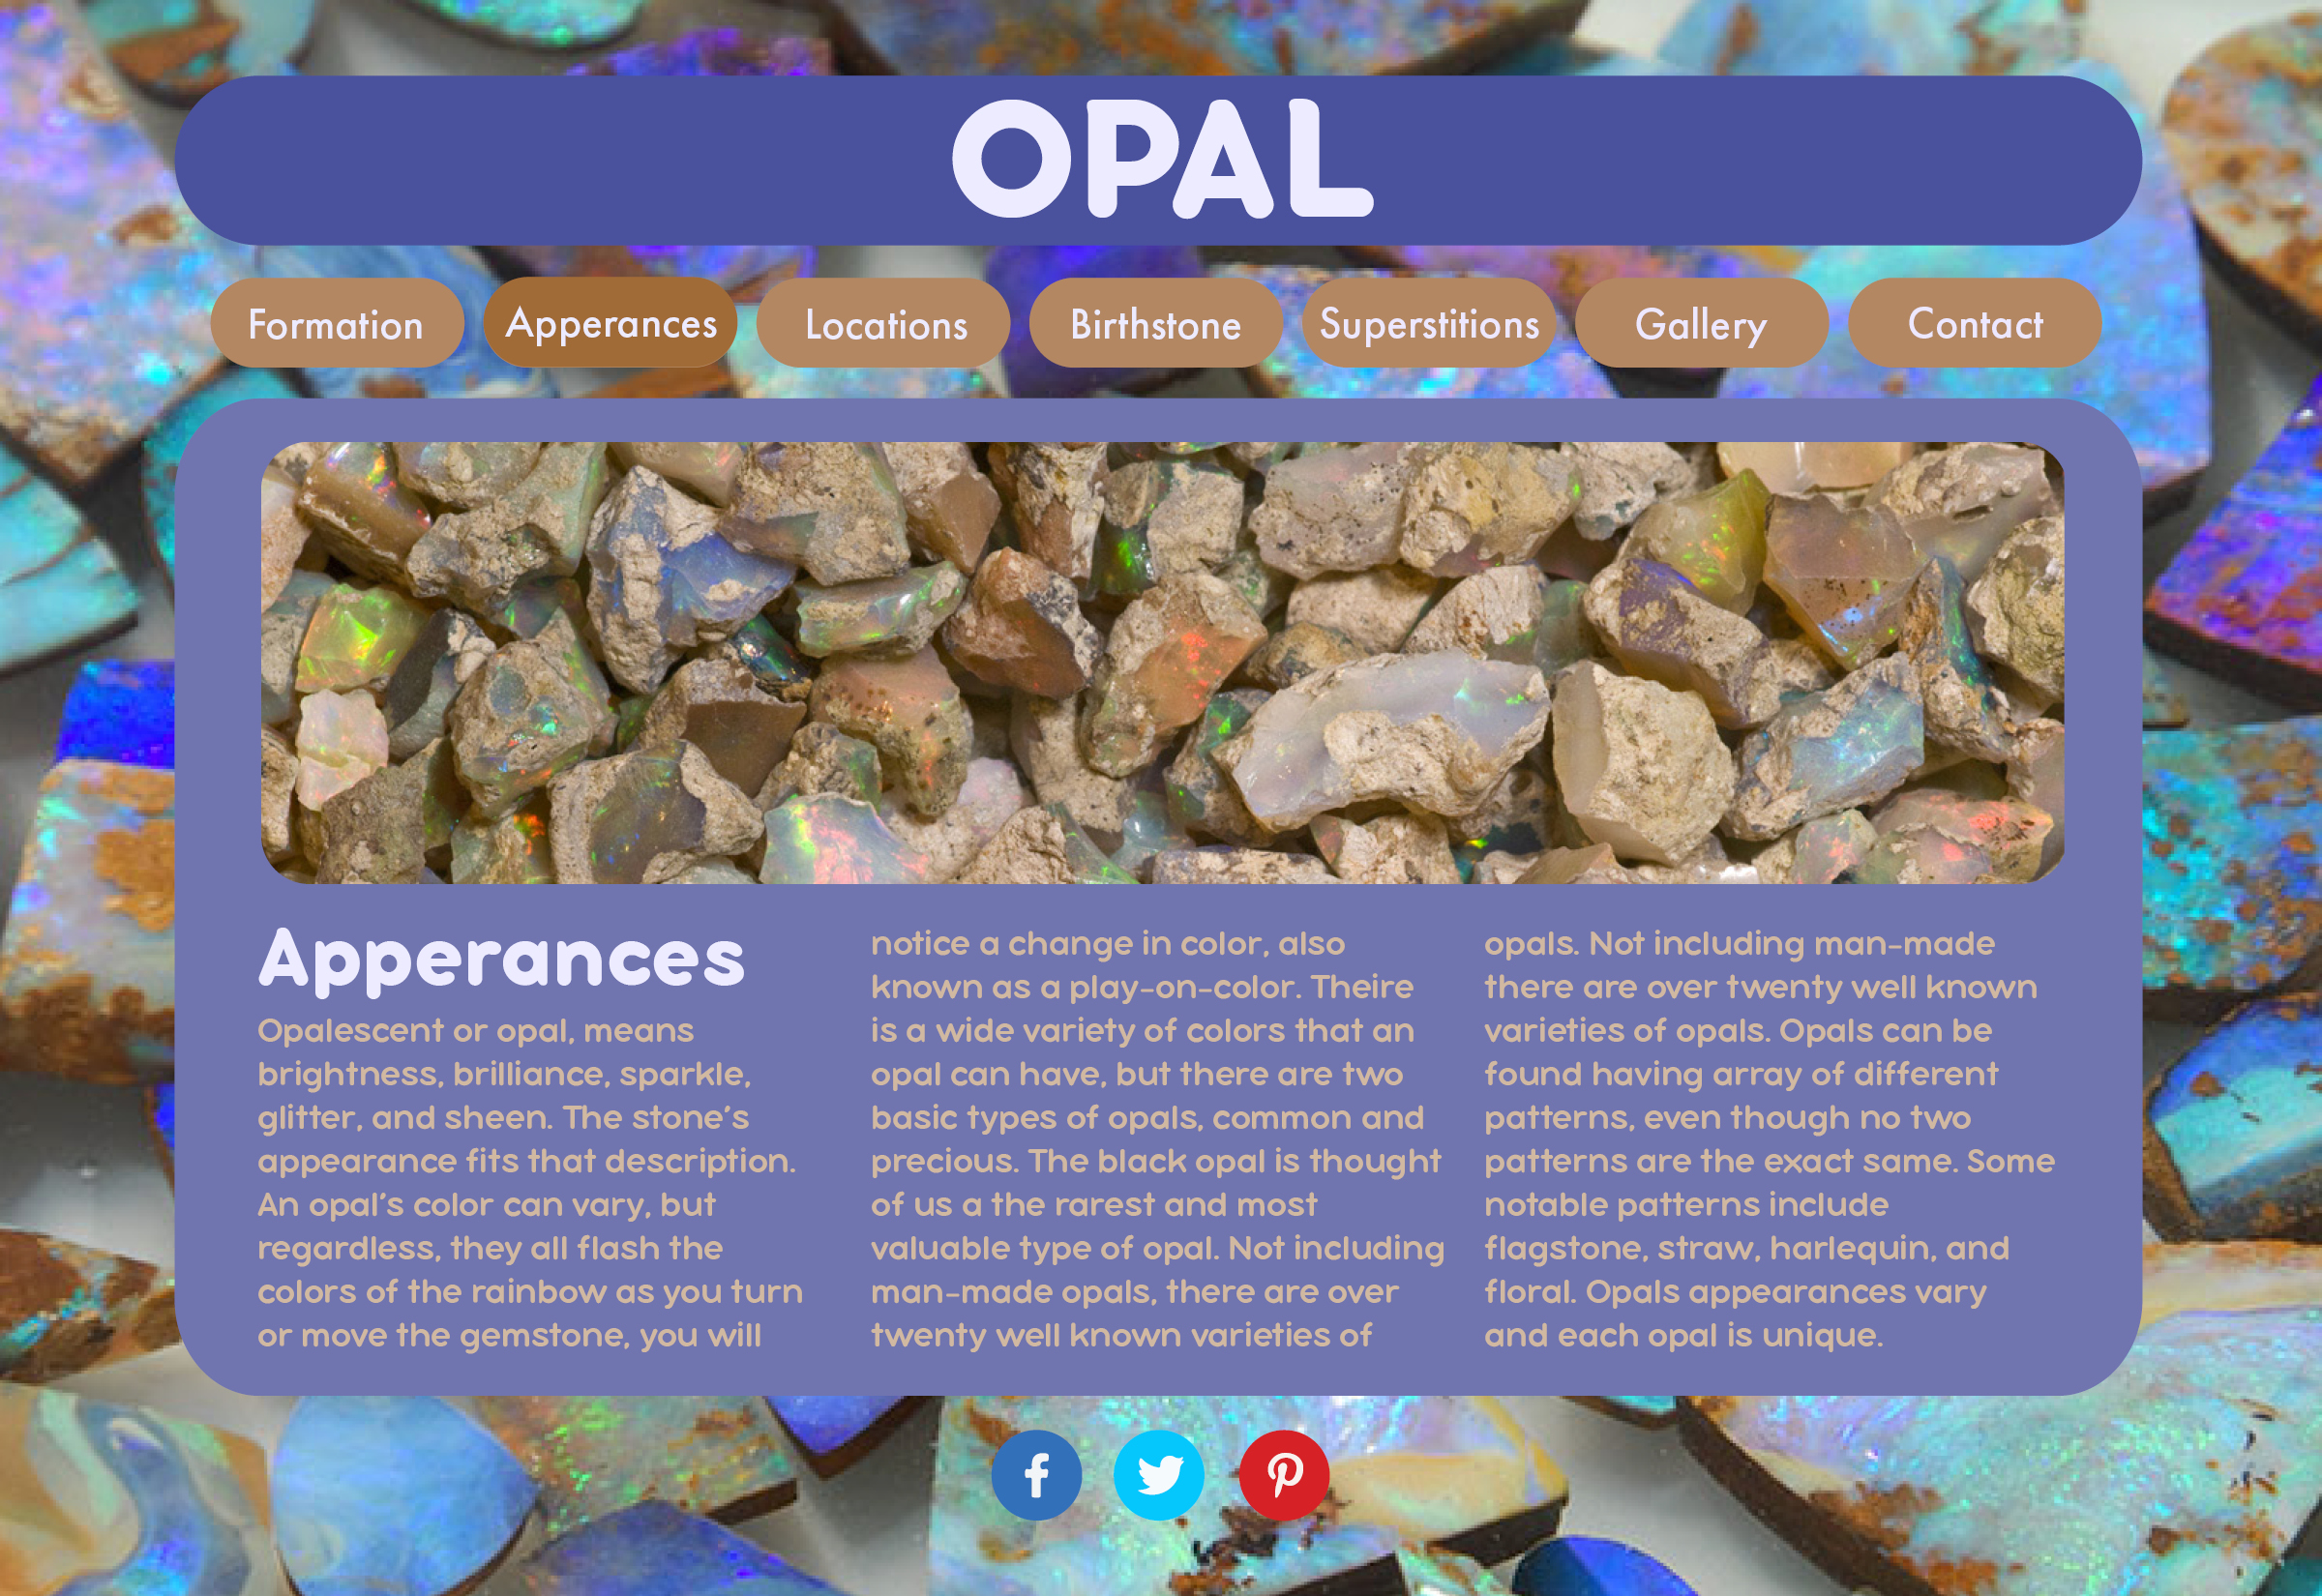 OPAL
Formation
Apperances
Locations
Birthstone
Superstitions
Gallery
Contact
Apperances
Opalescent or opal, means
brightness, brilliance, sparkle,
glitter, and sheen. The stone's
appearance fits that description.
An opal's color can vary, but
regardless, they all flash the
colors of the rainbow as you turn
or move the gemstone, you will
notice a change in color, also
known as a play-on-color. Theire
is a wide variety of colors that an
opal can have, but there are two
basic types of opals, common and
precious. The black opal is thought
of us a the rarest and most
valuable type of opal. Not including
man-made opals, there are over
twenty well known varieties of
opals. Not including man-made
there are over twenty well known
varieties of opals. Opals can be
found having array of different
patterns, even though no two
patterns are the exact same. Some
notable patterns include
flagstone, straw, harlequin, and
floral. Opals appearances vary
and each opal is unique.